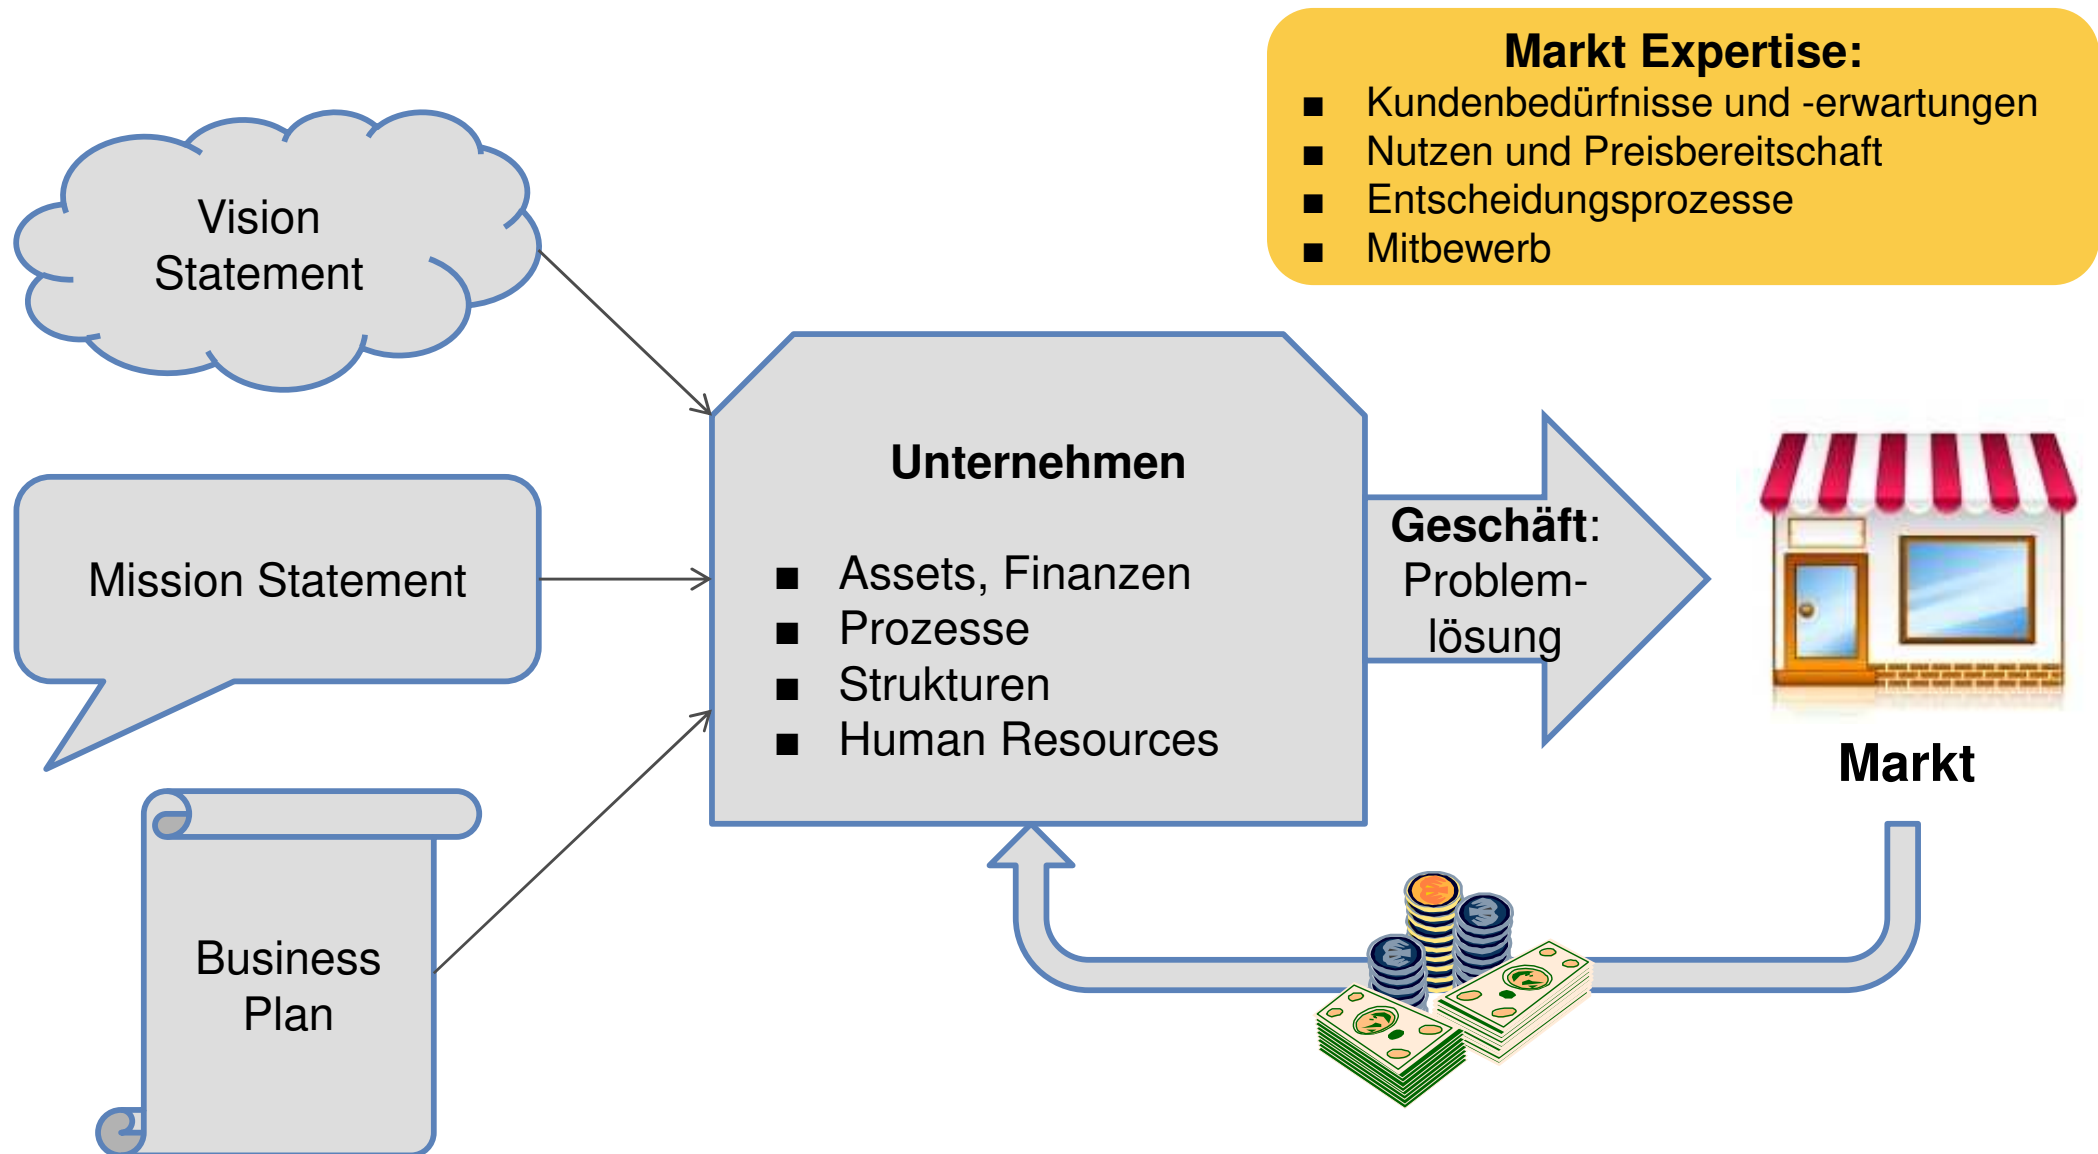 Markt Expertise:
■ Kundenbedürfnisse und -erwartungen
■ Nutzen und Preisbereitschaft
■ Entscheidungsprozesse
■ Mitbewerb
Vision
Statement
Mission Statement
Business
Plan
Unternehmen
■ Assets, Finanzen
■ Prozesse
■ Strukturen
■ Human Resources
Geschäft:
Problem-
lösung
Markt